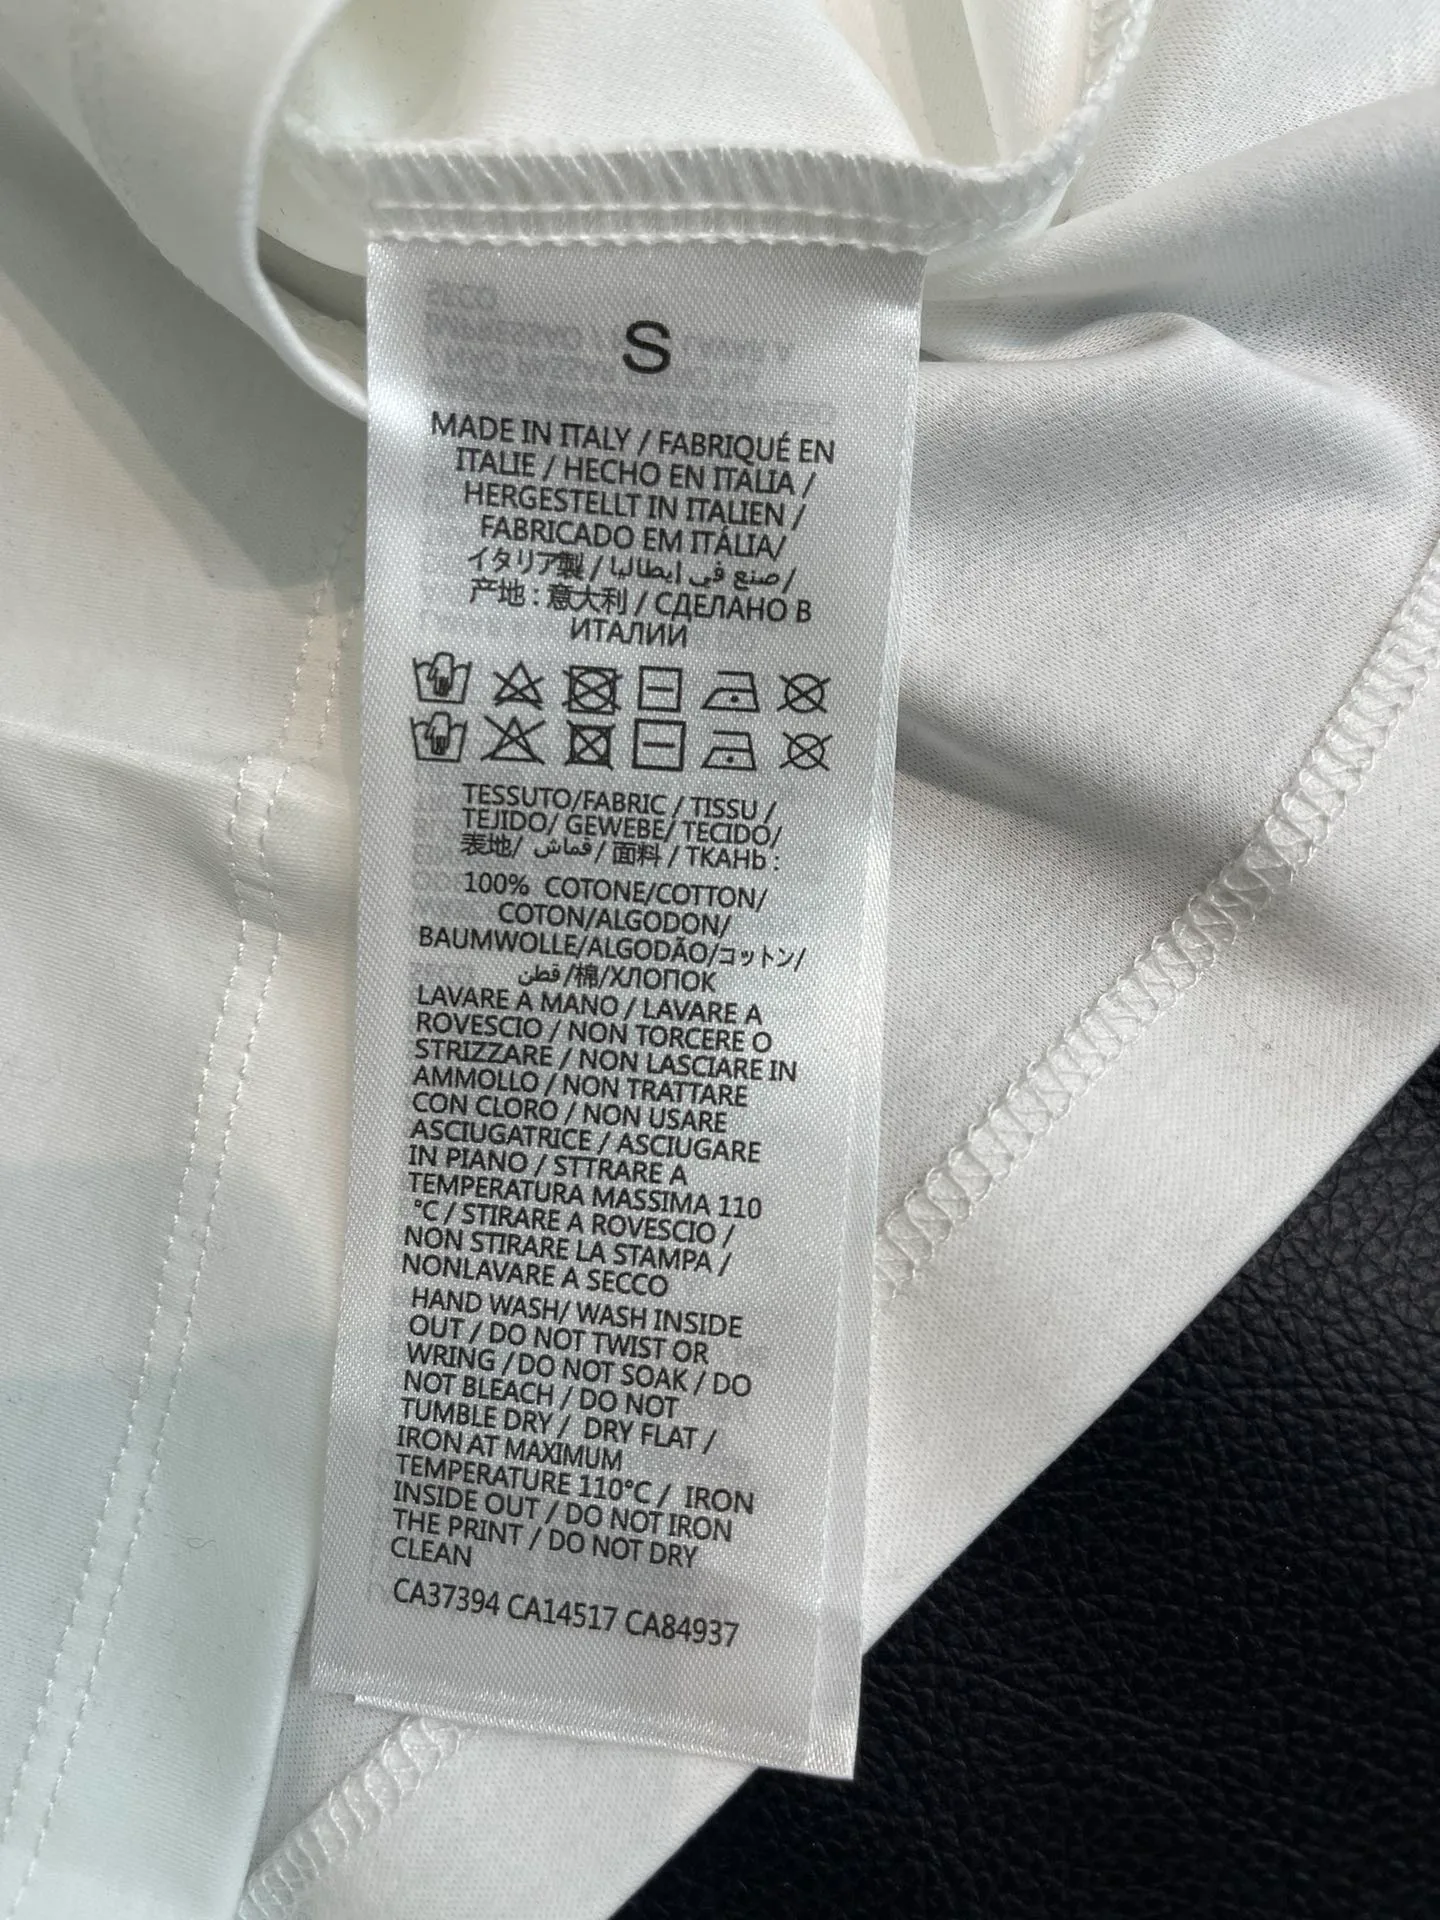 S
MADE IN ITALY / FABRIQUÉ EN
ITALIE / HECHO EN ITALIA /
HERGESTELLT IN ITALIEN /
FABRICADO EM ITÁLIA/
イタリア製 / صنع في إيطاليا /
产地 : 意大利 / СДЕЛАНО В
ИТАЛИИ
TESSUTO/FABRIC / TISSU /
TEJIDO/ GEWEBE/ TECIDO/
表地/ قماش / 面料 / TKAHb :
100% COTONE/COTTON/
COTON/ALGODON/
BAUMWOLLE/ALGODÃO/コットン/
قطن /棉/ХЛОПОК
LAVARE A MANO / LAVARE A
ROVESCIO / NON TORCERE O
STRIZZARE / NON LASCIARE IN
AMMOLLO / NON TRATTARE
CON CLORO / NON USARE
ASCIUGATRICE / ASCIUGARE
IN PIANO / STTRARE A
TEMPERATURA MASSIMA 110
°C / STIRARE A ROVESCIO /
NON STIRARE LA STAMPA /
NONLAVARE A SECCO
HAND WASH/ WASH INSIDE
OUT / DO NOT TWIST OR
WRING / DO NOT SOAK / DO
NOT BLEACH / DO NOT
TUMBLE DRY / DRY FLAT /
IRON AT MAXIMUM
TEMPERATURE 110°C / IRON
INSIDE OUT / DO NOT IRON
THE PRINT / DO NOT DRY
CLEAN
CA37394 CA14517 CA84937